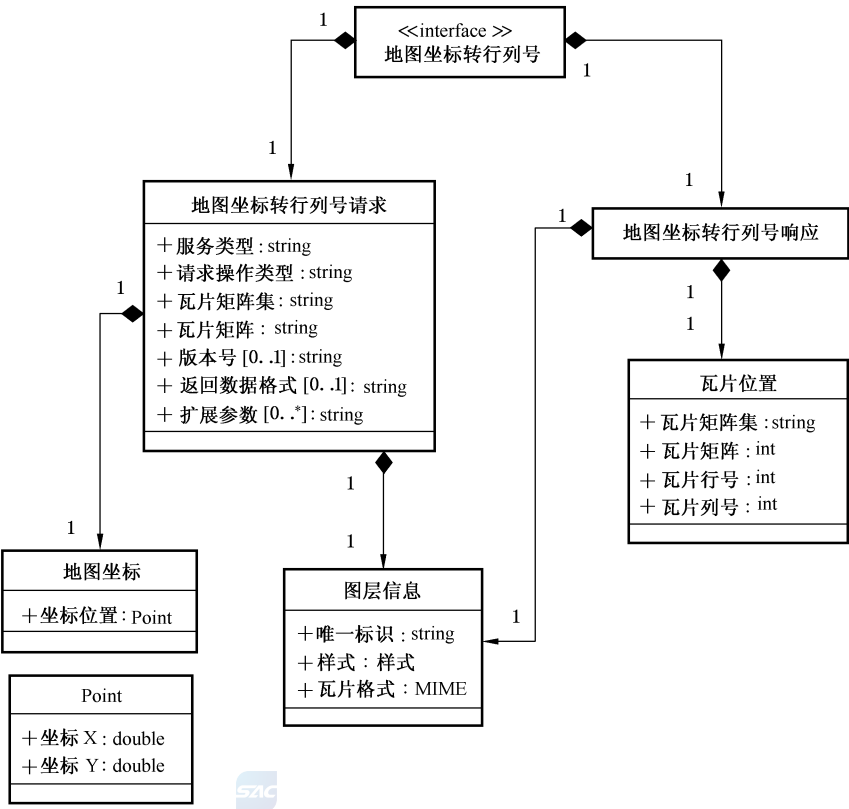 ≪interface≫
地图坐标转行列号
1
1
1
1
地图坐标转行列号请求
+服务类型:string
+请求操作类型:string
+瓦片矩阵集:string
+瓦片矩阵:string
+版本号[0..1]:string
+返回数据格式[0..1]:string
+扩展参数[0..*]:string
地图坐标转行列号响应
1
1
1
1
瓦片位置
+瓦片矩阵集:string
+瓦片矩阵:int
+瓦片行号:int
+瓦片列号:int
1
1
1
1
地图坐标
+坐标位置:Point
图层信息
+唯一标识:string
+样式:样式
+瓦片格式:MIME
Point
+坐标X:double
+坐标Y:double
SAC